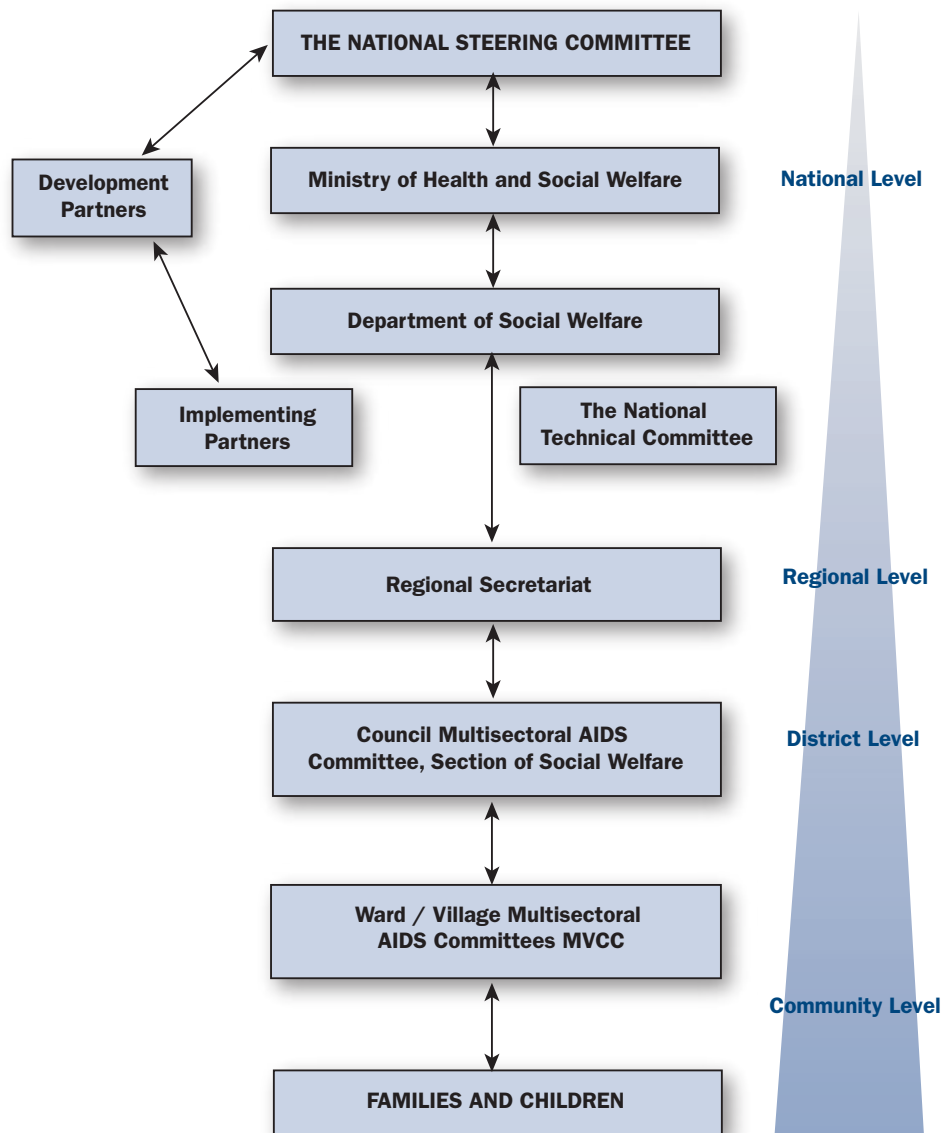 THE NATIONAL STEERING COMMITTEE
Development
Partners
Ministry of Health and Social Welfare
National Level
Department of Social Welfare
Implementing
Partners
The National
Technical Committee
Regional Secretariat
Regional Level
Council Multisectoral AIDS
Committee, Section of Social Welfare
District Level
Ward / Village Multisectoral
AIDS Committees MVCC
Community Level
FAMILIES AND CHILDREN